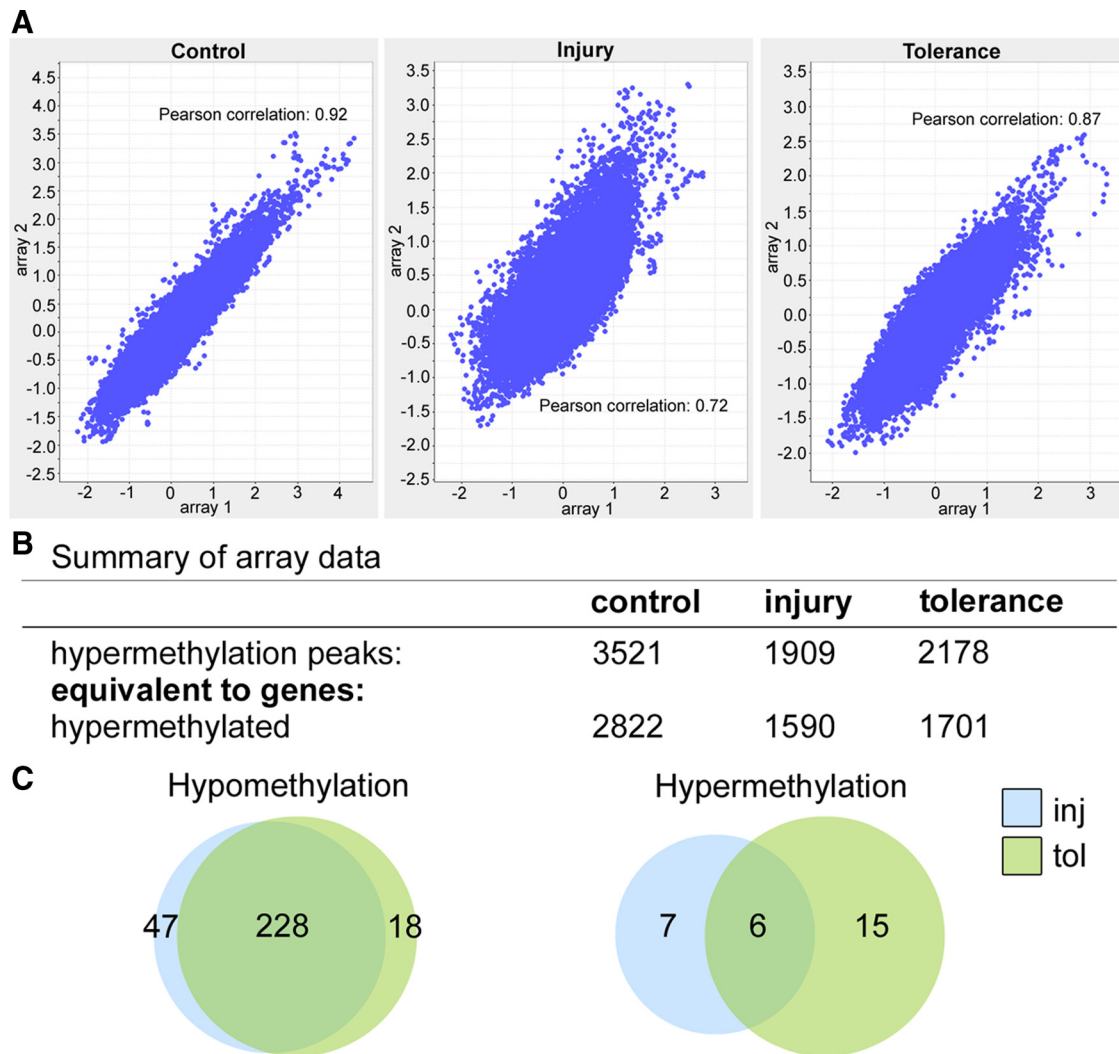 A
Control
Pearson correlation: 0.92
array 2
4.5
4.0
3.5
3.0
2.5
2.0
1.5
1.0
0.5
0.0
-0.5
-1.0
-1.5
-2.0
-2.5
-2 -1 0 1 2 3 4
array 1
Injury
Pearson correlation: 0.72
array 2
3.5
3.0
2.5
2.0
1.5
1.0
0.5
0.0
-0.5
-1.0
-1.5
-2.0
-2.5
-2 -1 0 1 2 3
array 1
Tolerance
Pearson correlation: 0.87
array 2
3.5
3.0
2.5
2.0
1.5
1.0
0.5
0.0
-0.5
-1.0
-1.5
-2.0
-2 -1 0 1 2 3
array 1
B
Summary of array data
control injury tolerance
hypermethylation peaks: 3521 1909 2178
equivalent to genes:
hypermethylated 2822 1590 1701
C
Hypomethylation
47 228 18
Hypermethylation
7 6 15
inj
tol